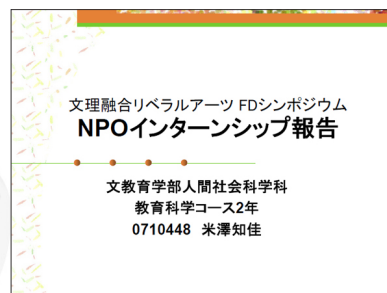 文理融合リベラルアーツ FDシンポジウム
NPOインターンシップ報告
文教育学部人間社会科学科
教育科学コース2年
0710448 米澤知佳